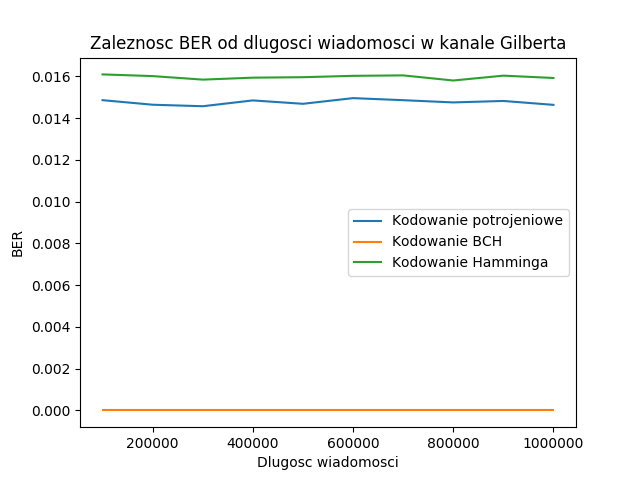 Zaleznosc BER od dlugosci wiadomosci w kanale Gilberta
0.016
0.014
0.012
0.010
0.008
0.006
0.004
0.002
0.000
BER
Kodowanie potrojeniowe
Kodowanie BCH
Kodowanie Hamminga
200000 400000 600000 800000 1000000
Dlugosc wiadomosci